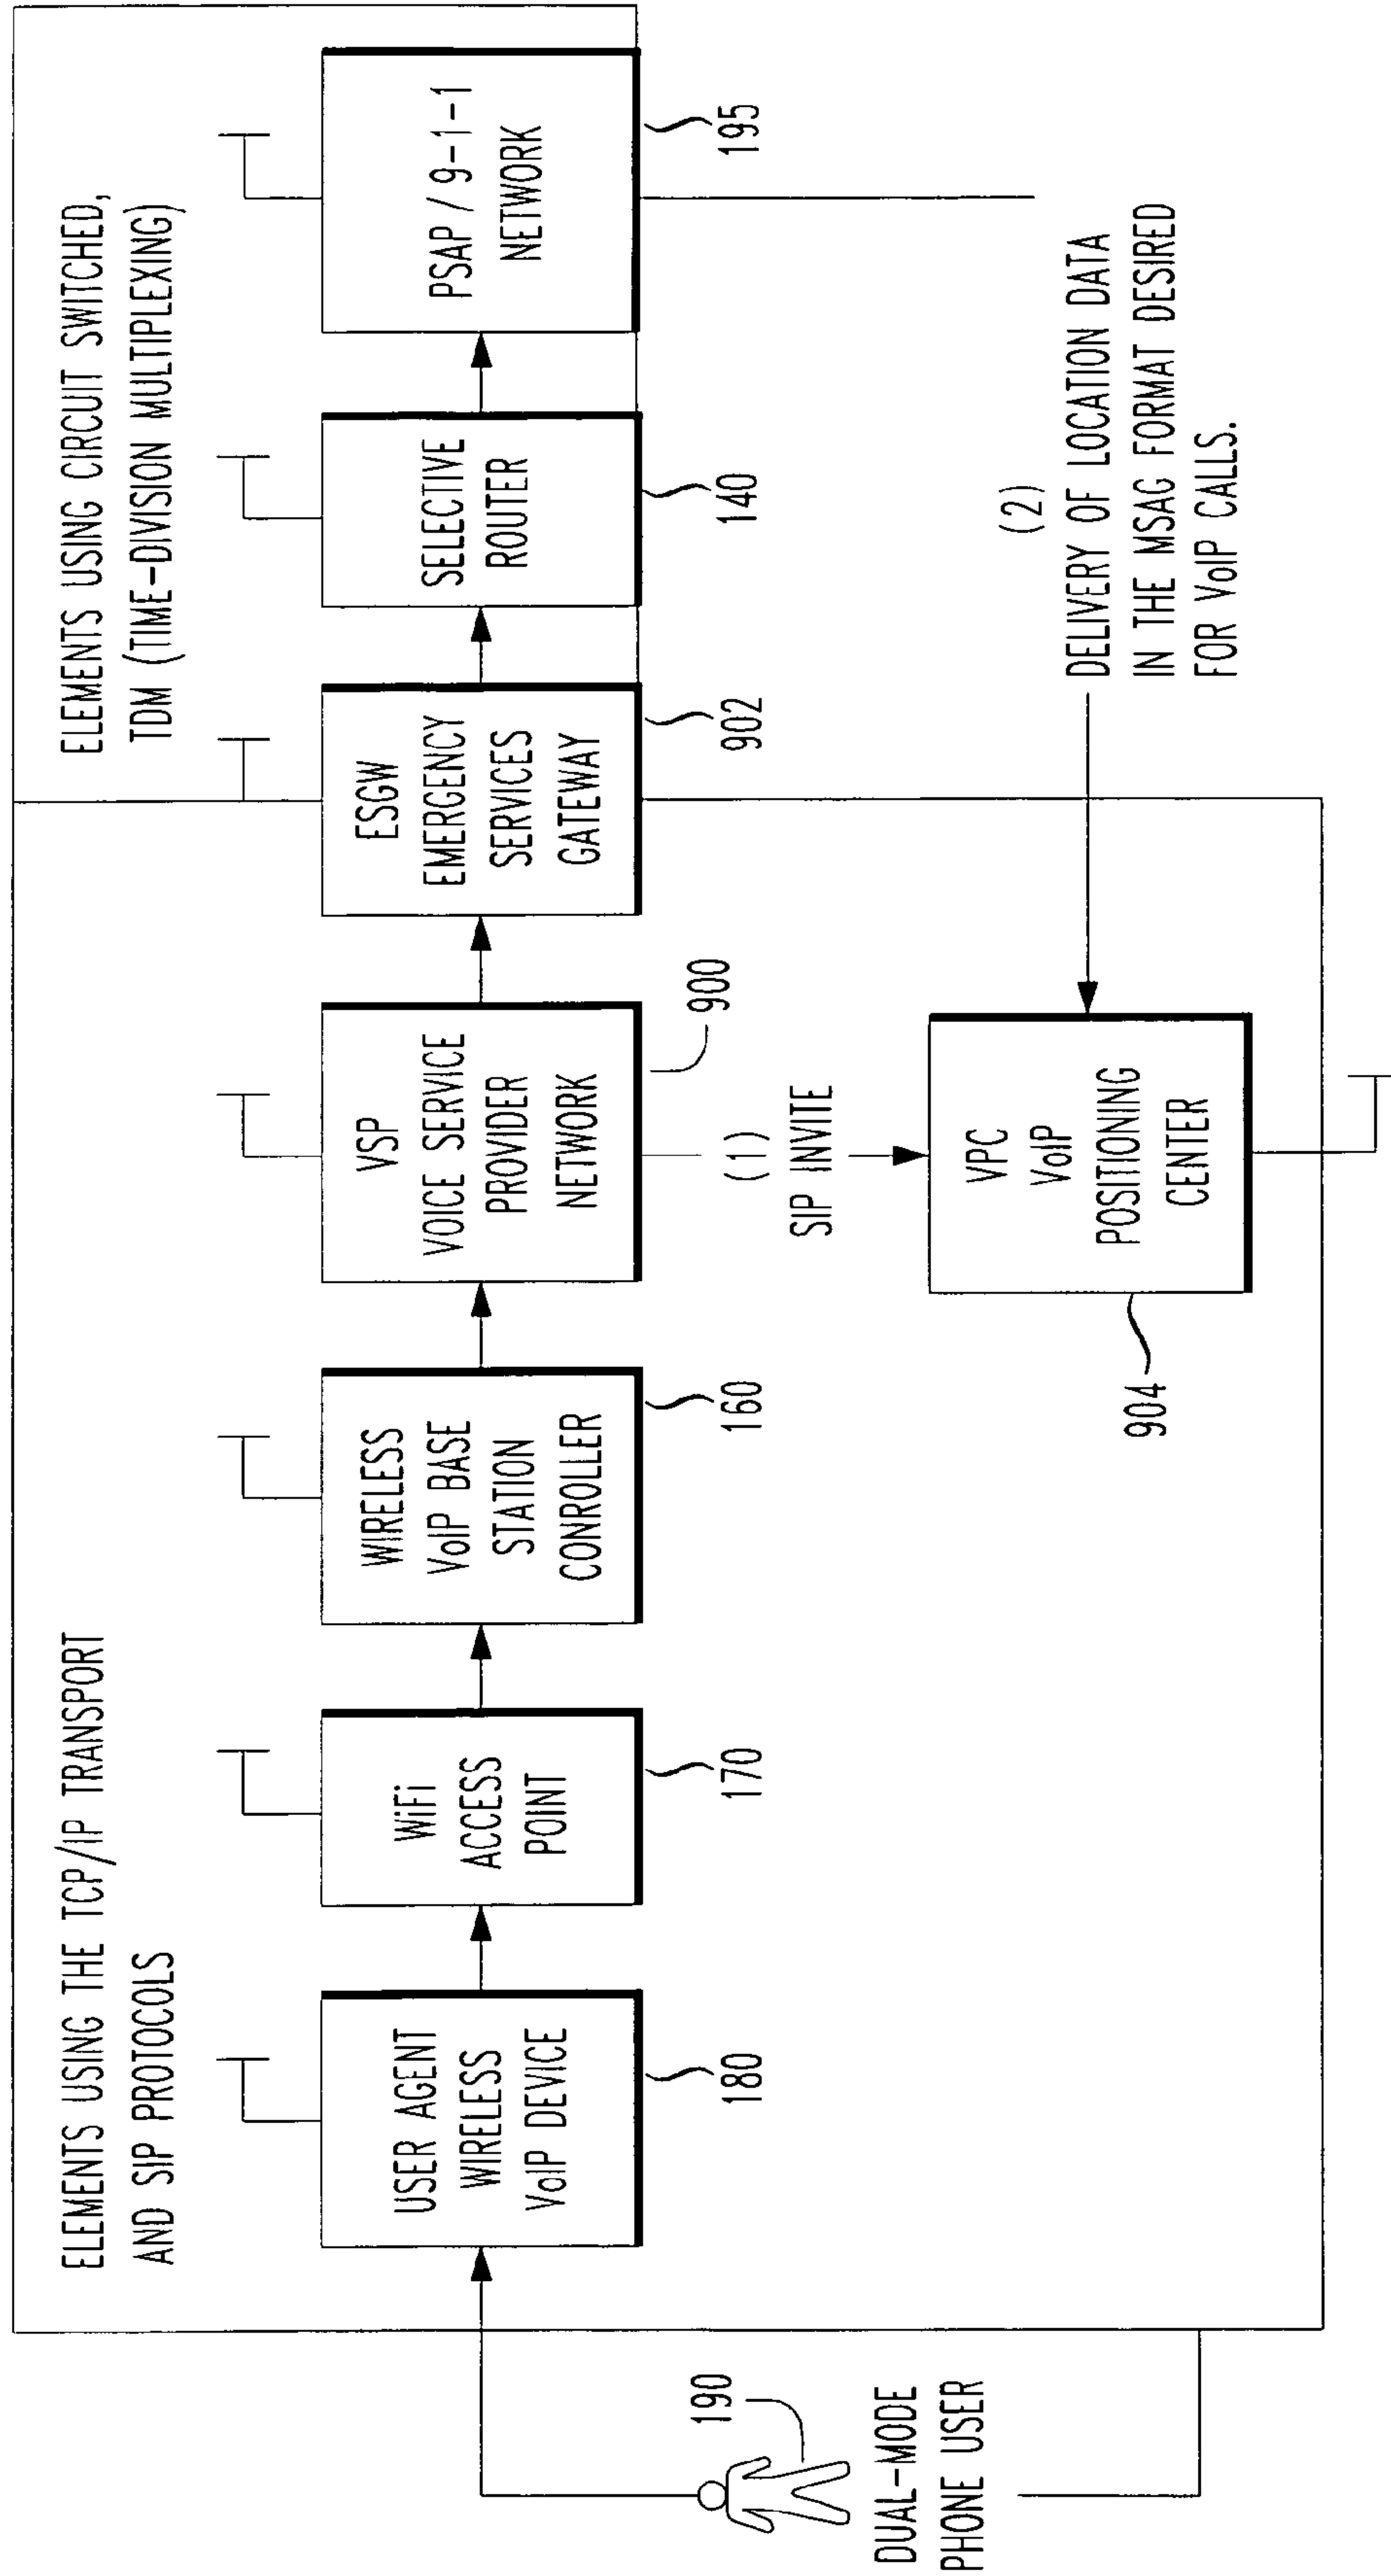 ELEMENTS USING THE TCP/IP TRANSPORT
AND SIP PROTOCOLS
ELEMENTS USING CIRCUIT SWITCHED,
TDM (TIME-DIVISION MULTIPLEXING)
USER AGENT
WIRELESS
VoIP DEVICE
180
WiFi
ACCESS
POINT
170
WIRELESS
VoIP BASE
STATION
CONROLLER
160
VSP
VOICE SERVICE
PROVIDER
NETWORK
900
ESGW
EMERGENCY
SERVICES
GATEWAY
902
SELECTIVE
ROUTER
140
PSAP / 9-1-1
NETWORK
195
190
DUAL-MODE
PHONE USER
(1)
SIP INVITE
VPC
VoIP
POSITIONING
CENTER
904
(2)
DELIVERY OF LOCATION DATA
IN THE MSAG FORMAT DESIRED
FOR VoIP CALLS.